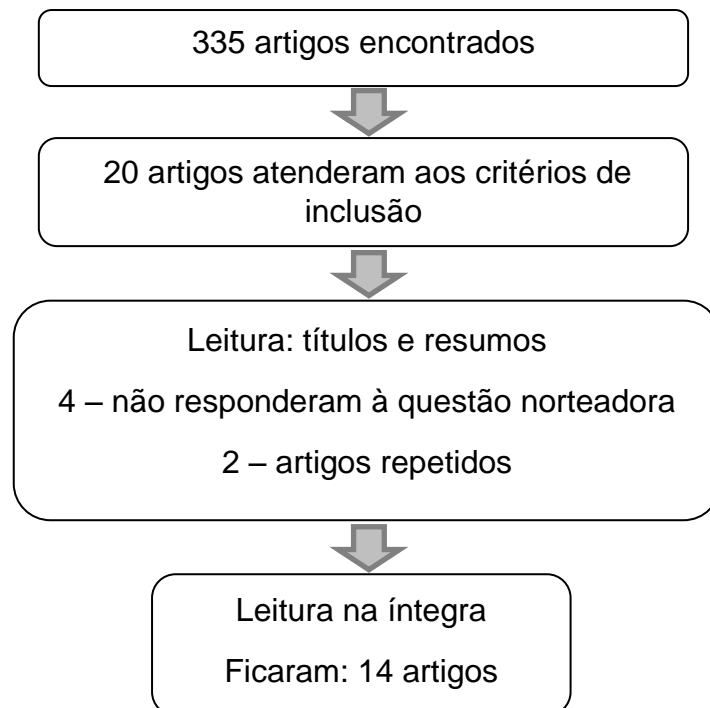 335 artigos encontrados
20 artigos atenderam aos critérios de
inclusão
Leitura: títulos e resumos
4 – não responderam à questão norteadora
2 – artigos repetidos
Leitura na íntegra
Ficaram: 14 artigos